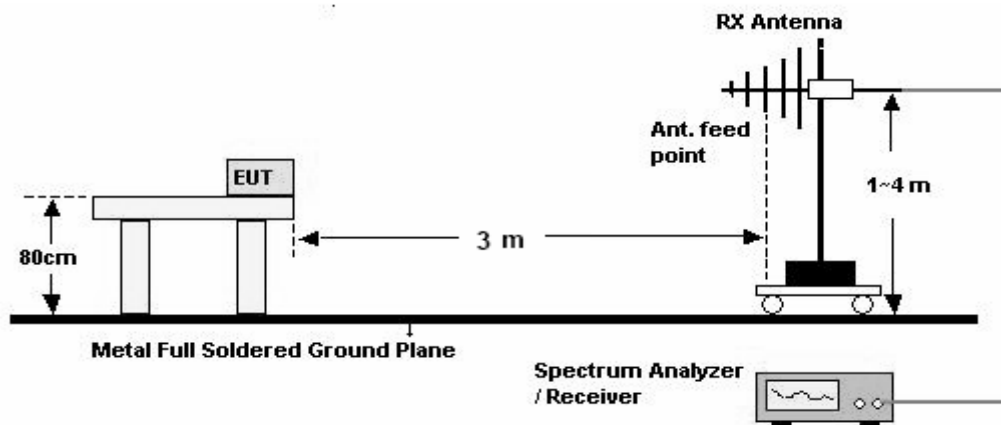 RX Antenna
Ant. feed
point
EUT
1~4 m
3 m
80cm
Metal Full Soldered Ground Plane
Spectrum Analyzer
/ Receiver